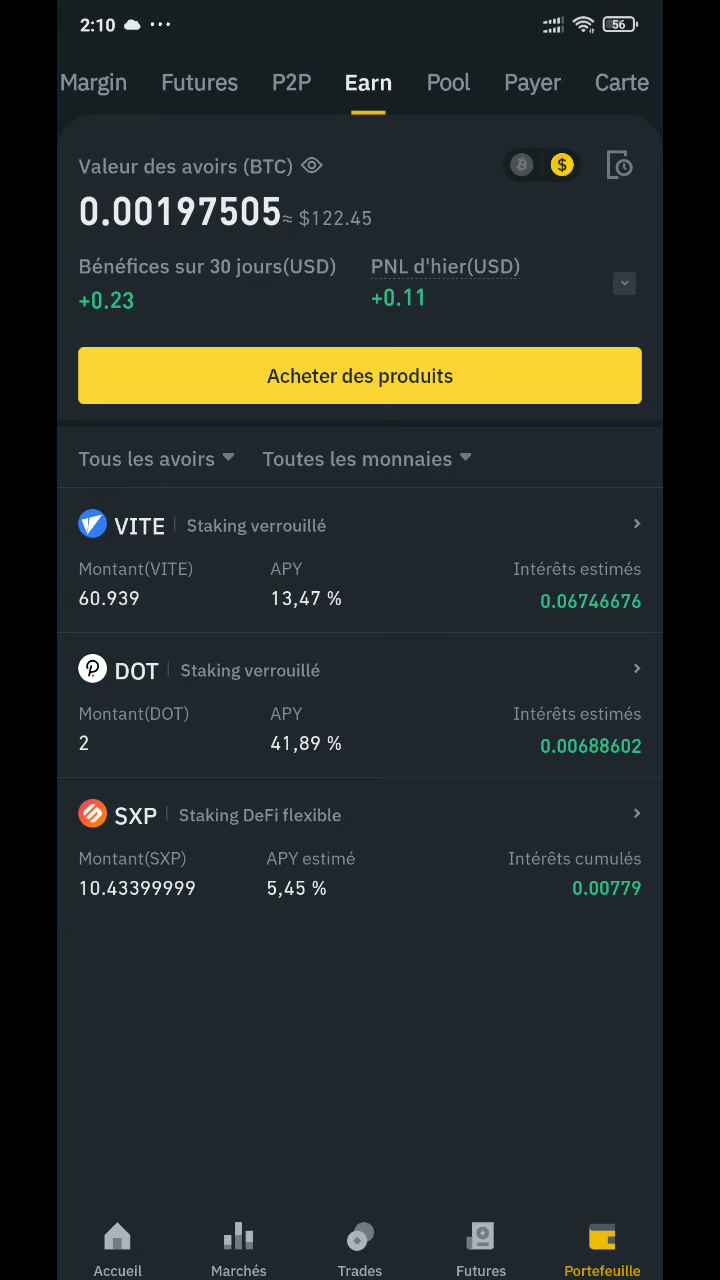 2:10 ... 56
Margin Futures P2P Earn Pool Payer Carte
Valeur des avoirs (BTC)
0.00197505≈ $122.45
Bénéfices sur 30 jours(USD) PNL d'hier(USD)
+0.23 +0.11
Acheter des produits
Tous les avoirs Toutes les monnaies
VITE Staking verrouillé
Montant(VITE) APY Intérêts estimés
60.939 13,47 % 0.06746676
DOT Staking verrouillé
Montant(DOT) APY Intérêts estimés
2 41,89 % 0.00688602
SXP Staking DeFi flexible
Montant(SXP) APY estimé Intérêts cumulés
10.43399999 5,45 % 0.00779
Accueil Marchés Trades Futures Portefeuille